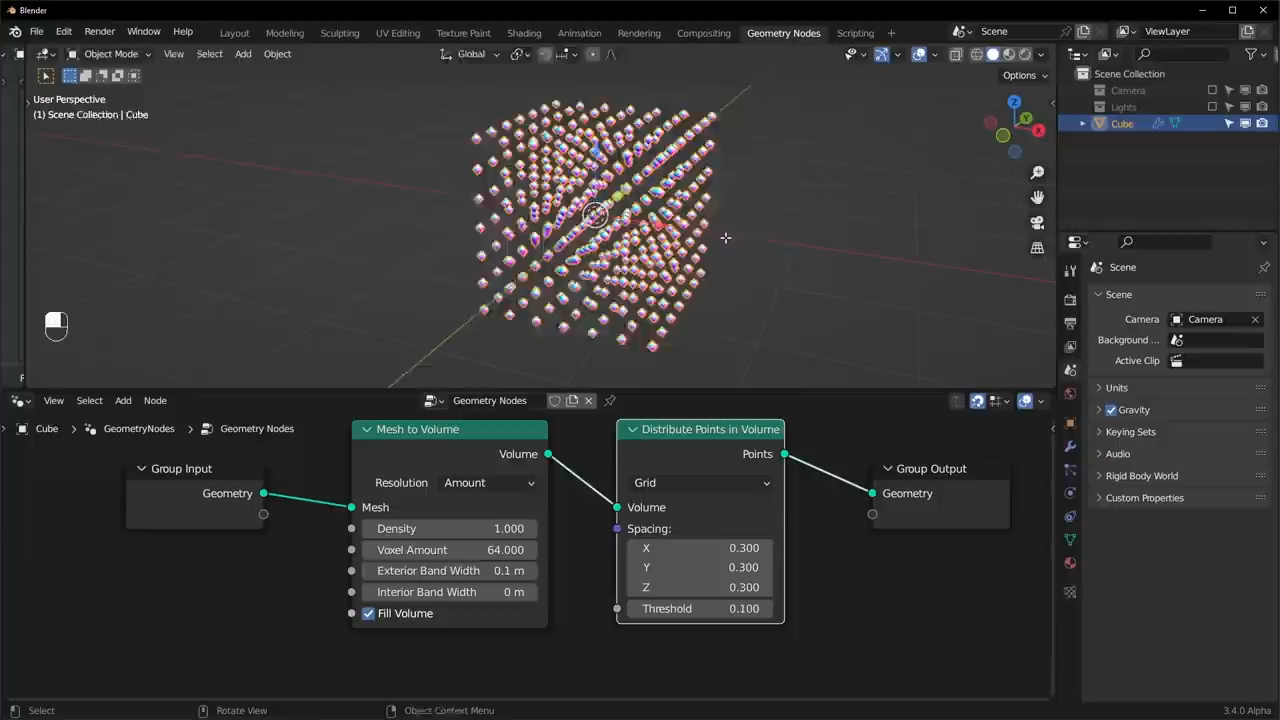 Blender
File Edit Render Window Help Layout Modeling Sculpting UV Editing Texture Paint Shading Animation Rendering Compositing Geometry Nodes Scripting + Scene ViewLayer
Object Mode View Select Add Object Global
Options
User Perspective
(1) Scene Collection | Cube
Z
Y
X
Scene Collection
Camera
Lights
Cube
Scene
Scene
Camera Camera
Background ...
Active Clip
Units
Gravity
Keying Sets
Audio
Rigid Body World
Custom Properties
View Select Add Node Geometry Nodes
Cube > GeometryNodes > Geometry Nodes
Group Input
Geometry
Mesh to Volume
Volume
Resolution Amount
Mesh
Density 1.000
Voxel Amount 64.000
Exterior Band Width 0.1 m
Interior Band Width 0 m
Fill Volume
Distribute Points in Volume
Points
Grid
Volume
Spacing:
X 0.300
Y 0.300
Z 0.300
Threshold 0.100
Group Output
Geometry
Select Rotate View Object Context Menu 3.4.0 Alpha